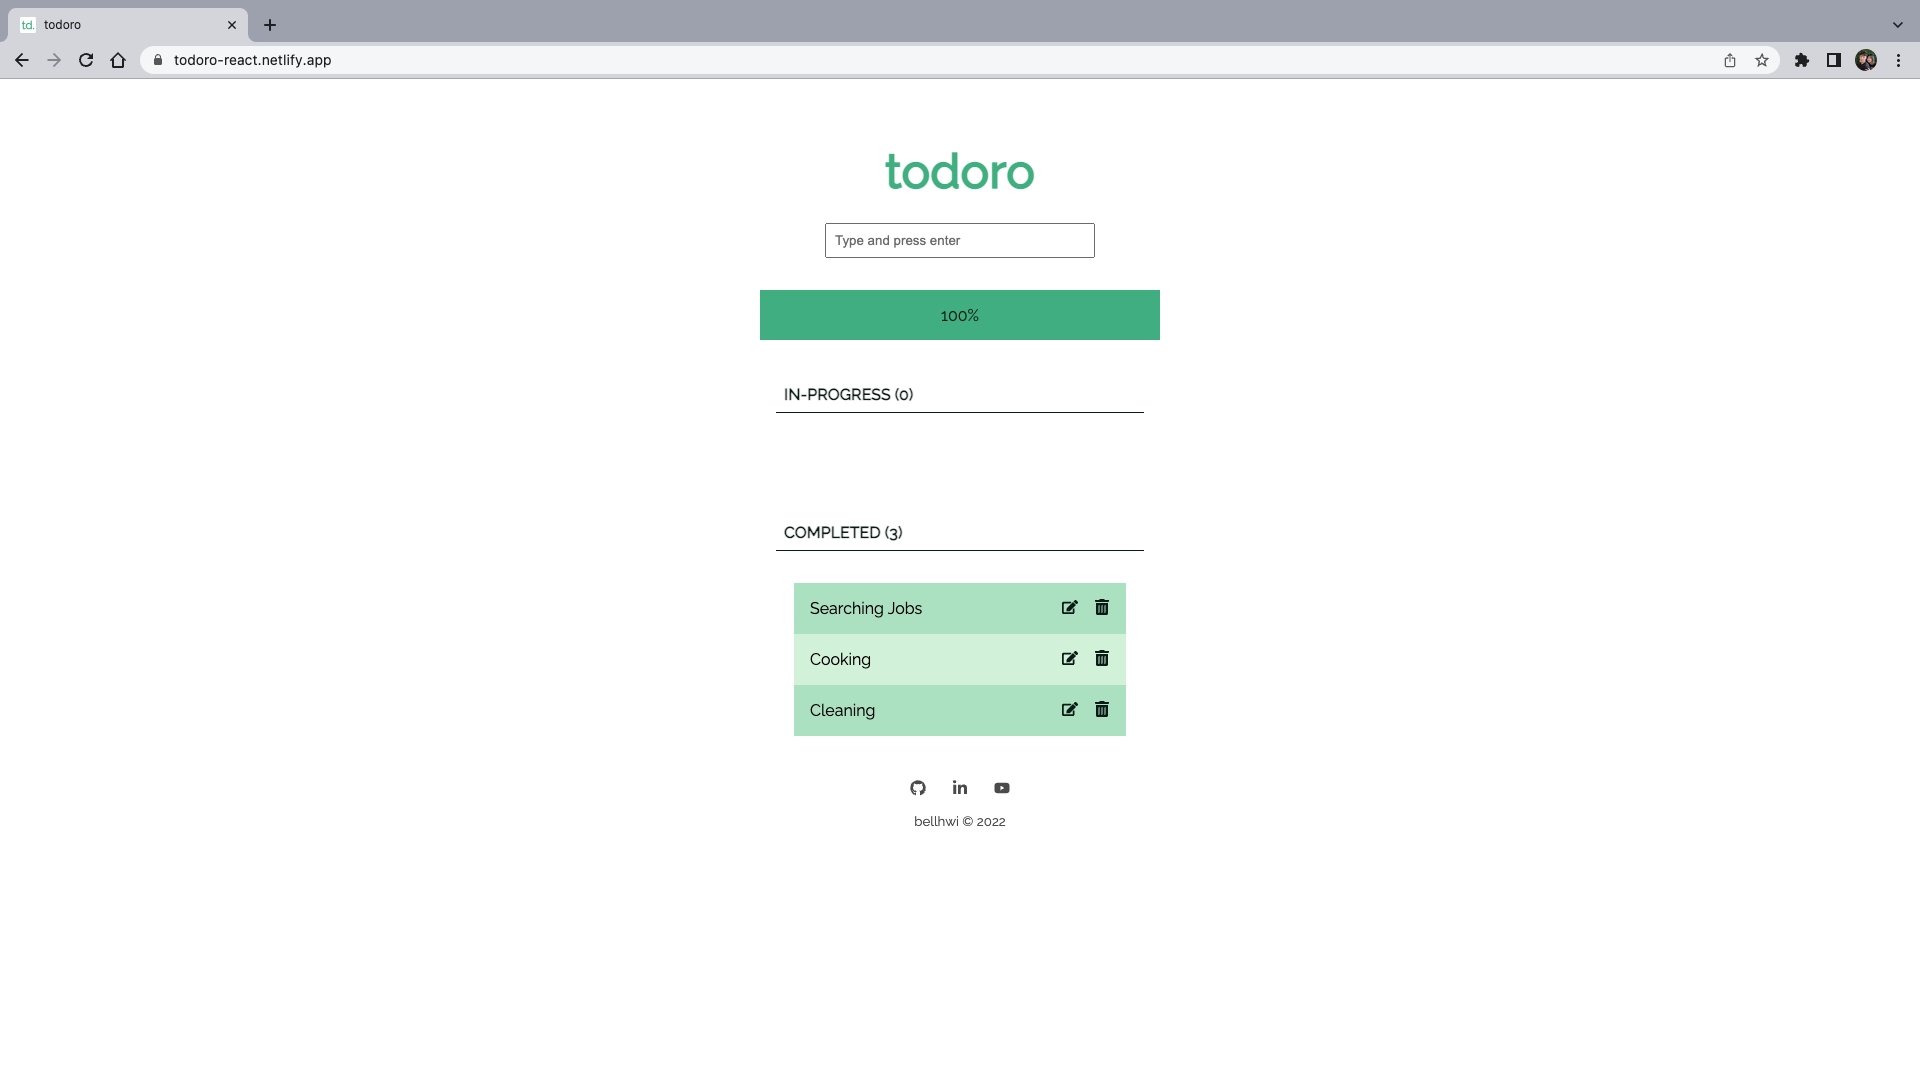 td. todoro
todoro-react.netlify.app
todoro
Type and press enter
100%
IN-PROGRESS (0)
COMPLETED (3)
Searching Jobs
Cooking
Cleaning
in
bellhwi © 2022